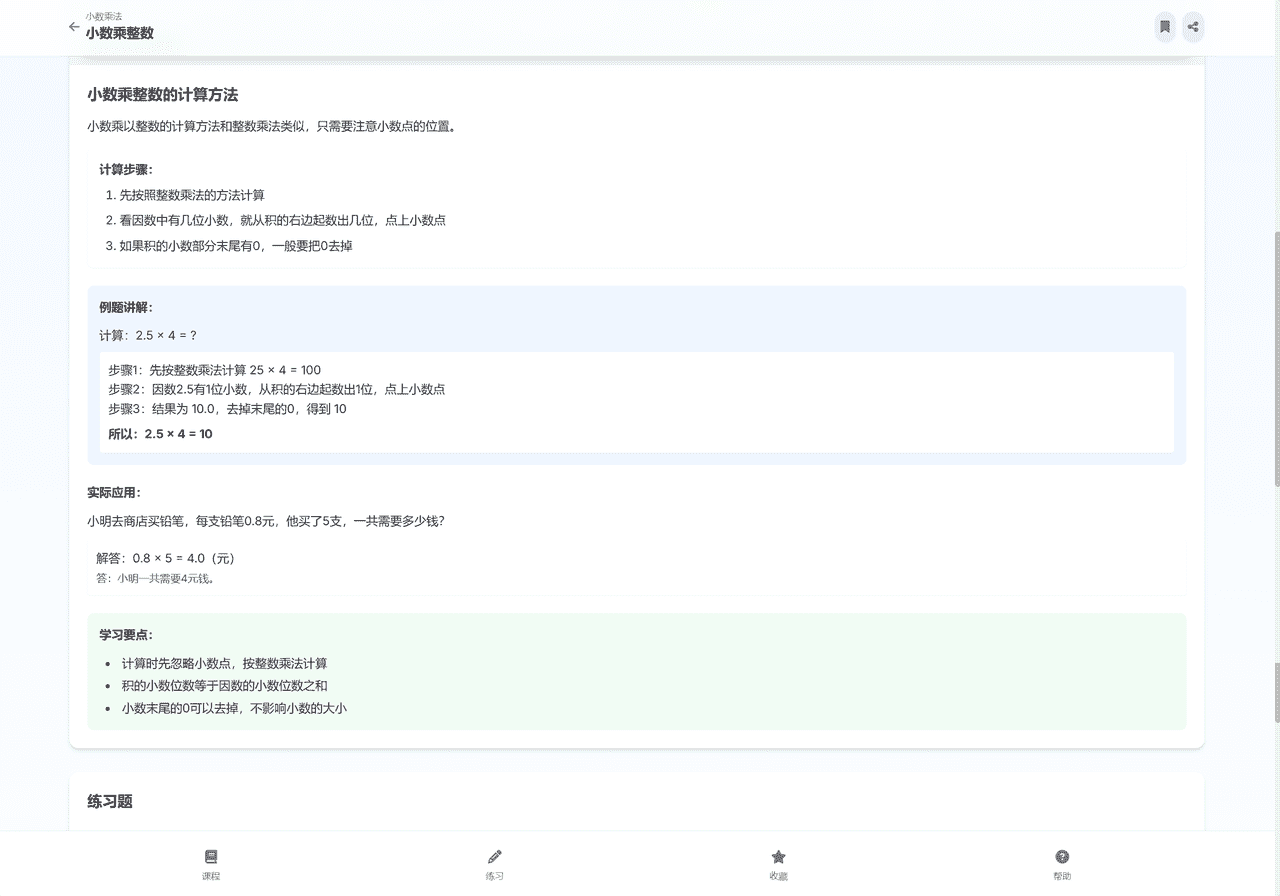 小数乘法
小数乘整数
小数乘整数的计算方法
小数乘以整数的计算方法和整数乘法类似，只需要注意小数点的位置。
计算步骤：
1. 先按照整数乘法的方法计算
2. 看因数中有几位小数，就从积的右边起数出几位，点上小数点
3. 如果积的小数部分末尾有0，一般要把0去掉
例题讲解：
计算：2.5 × 4 = ?
步骤1：先按整数乘法计算 25 × 4 = 100
步骤2：因数2.5有1位小数，从积的右边起数出1位，点上小数点
步骤3：结果为 10.0，去掉末尾的0，得到 10
所以：2.5 × 4 = 10
实际应用：
小明去商店买铅笔，每支铅笔0.8元，他买了5支，一共需要多少钱？
解答：0.8 × 5 = 4.0（元）
答：小明一共需要4元钱。
学习要点：
• 计算时先忽略小数点，按整数乘法计算
• 积的小数位数等于因数的小数位数之和
• 小数末尾的0可以去掉，不影响小数的大小
练习题
课程
练习
收藏
帮助